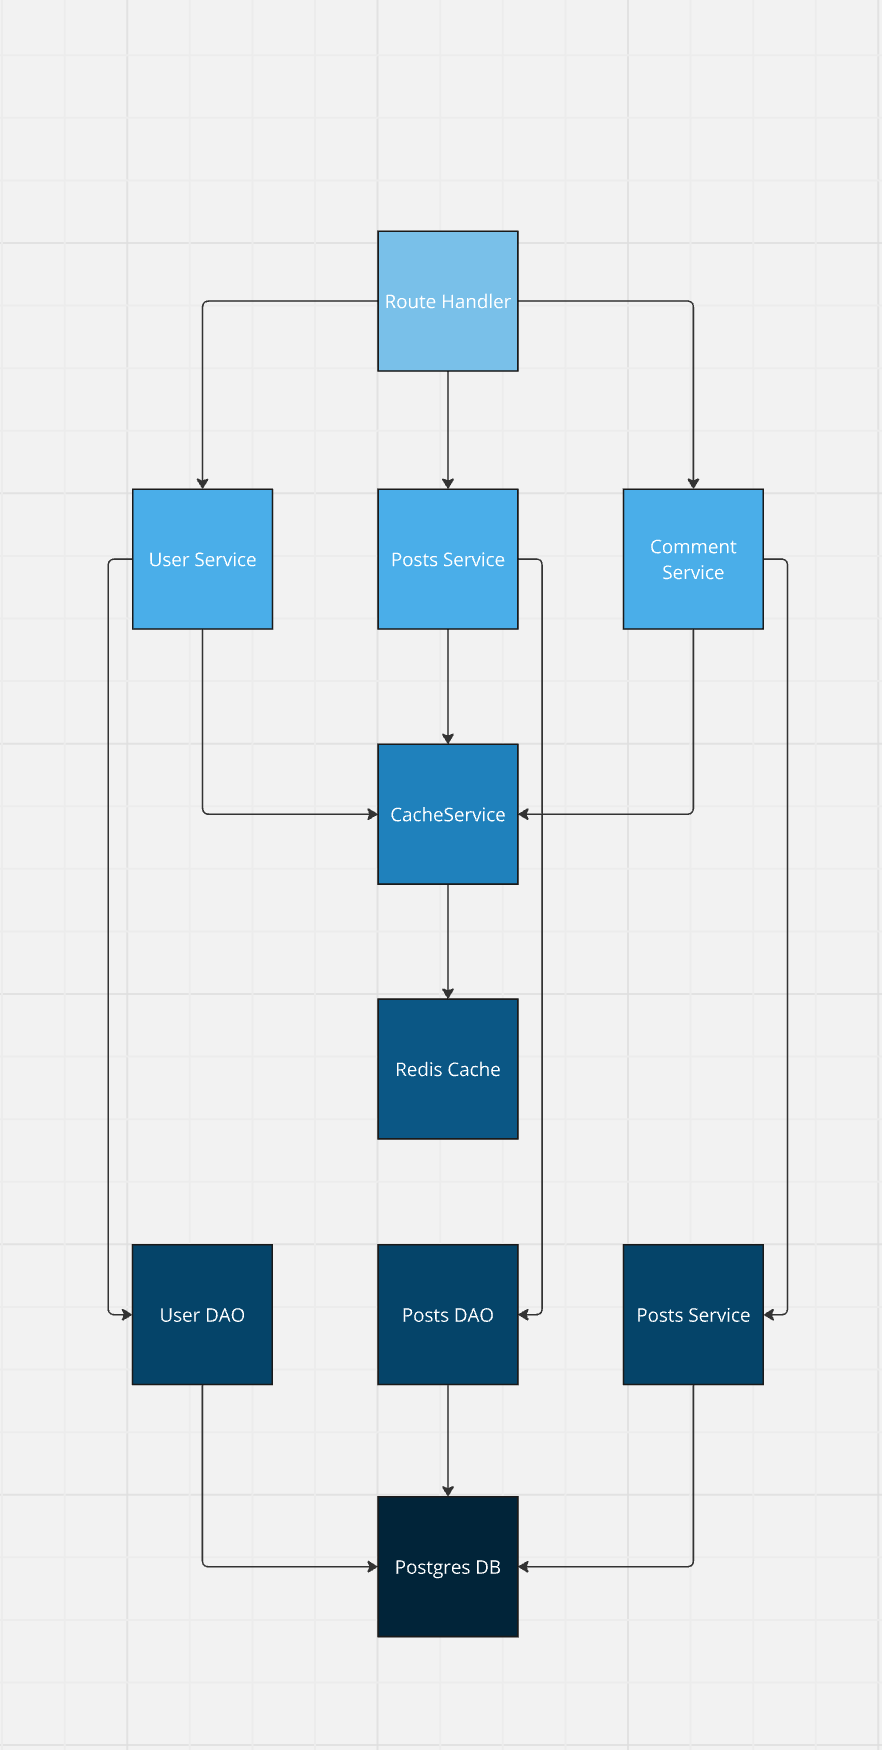 Route Handler
User Service
Posts Service
Comment
Service
CacheService
Redis Cache
User DAO
Posts DAO
Posts Service
Postgres DB